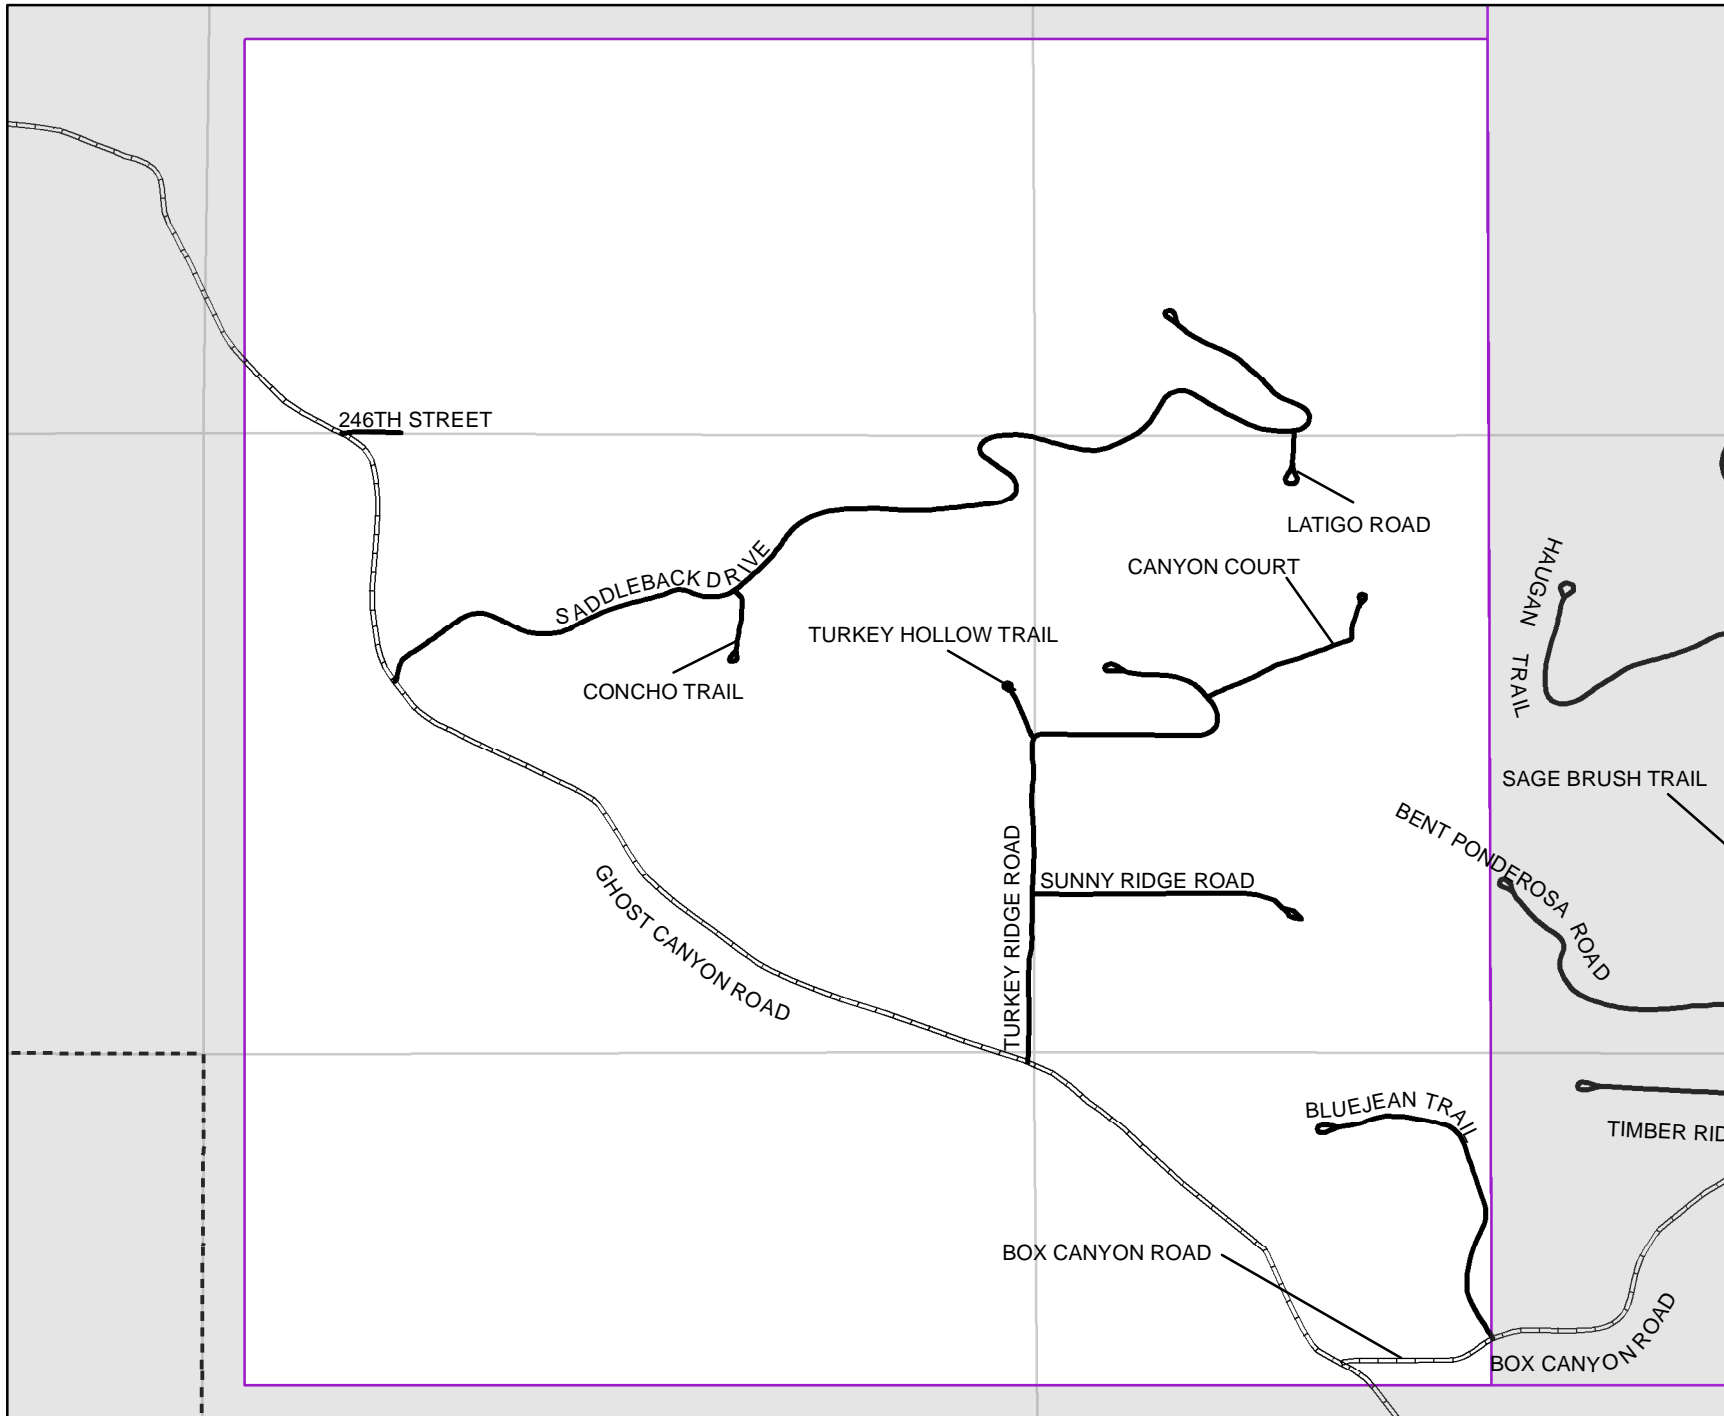 246TH STREET
LATIGO ROAD
SADDLEBACK DRIVE
CANYON COURT
HAUGAN TRAIL
TURKEY HOLLOW TRAIL
CONCHO TRAIL
SAGE BRUSH TRAIL
BENT PONDEROSA ROAD
TURKEY RIDGE ROAD
SUNNY RIDGE ROAD
GHOST CANYON ROAD
BLUEJEAN TRAIL
TIMBER RID
BOX CANYON ROAD
BOX CANYON ROAD